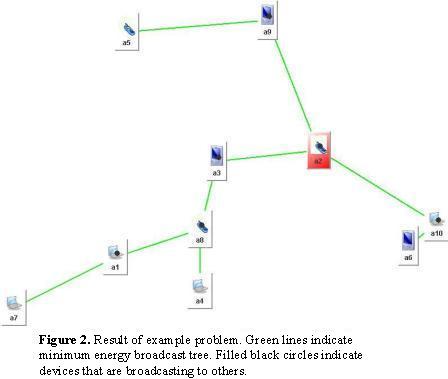 a5
a9
a2
a3
a10
a6
a8
a1
a4
a7
Figure 2. Result of example problem. Green lines indicate
minimum energy broadcast tree. Filled black circles indicate
devices that are broadcasting to others.